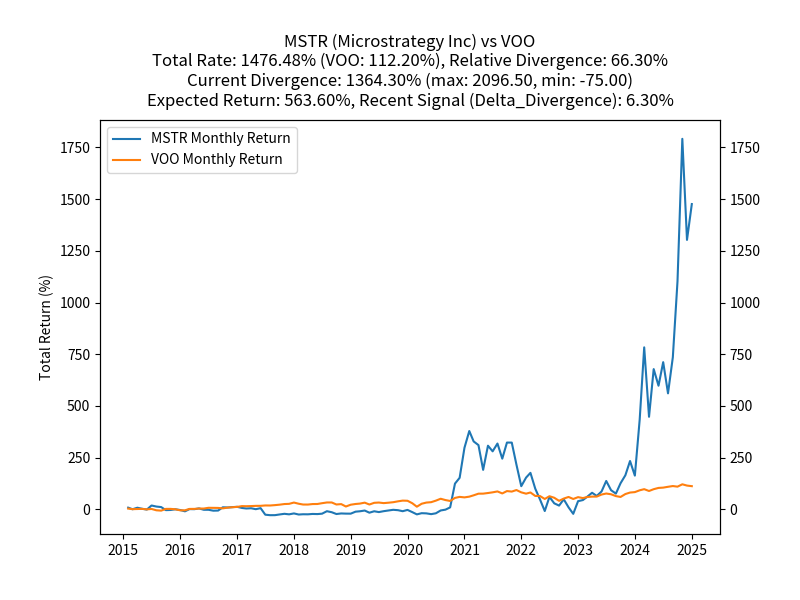 MSTR (Microstrategy Inc) vs VOO
Total Rate: 1476.48% (VOO: 112.20%), Relative Divergence: 66.30%
Current Divergence: 1364.30% (max: 2096.50, min: -75.00)
Expected Return: 563.60%, Recent Signal (Delta_Divergence): 6.30%
MSTR Monthly Return
VOO Monthly Return
Total Return (%)
1750 1750
1500 1500
1250 1250
1000 1000
750 750
500 500
250 250
0 0
2015 2016 2017 2018 2019 2020 2021 2022 2023 2024 2025